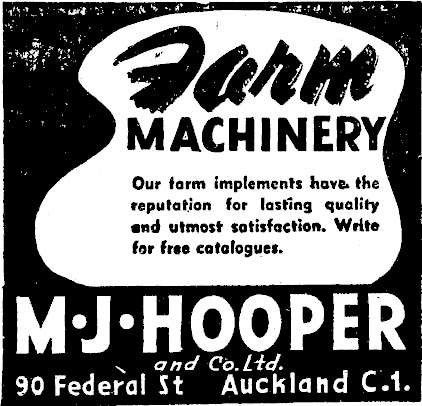 Farm
MACHINERY
Our farm implements have the
reputation for lasting quality
and utmost satisfaction. Write
for free catalogues.
M·J·HOOPER
and Co. Ltd.
90 Federal St Auckland C.1.